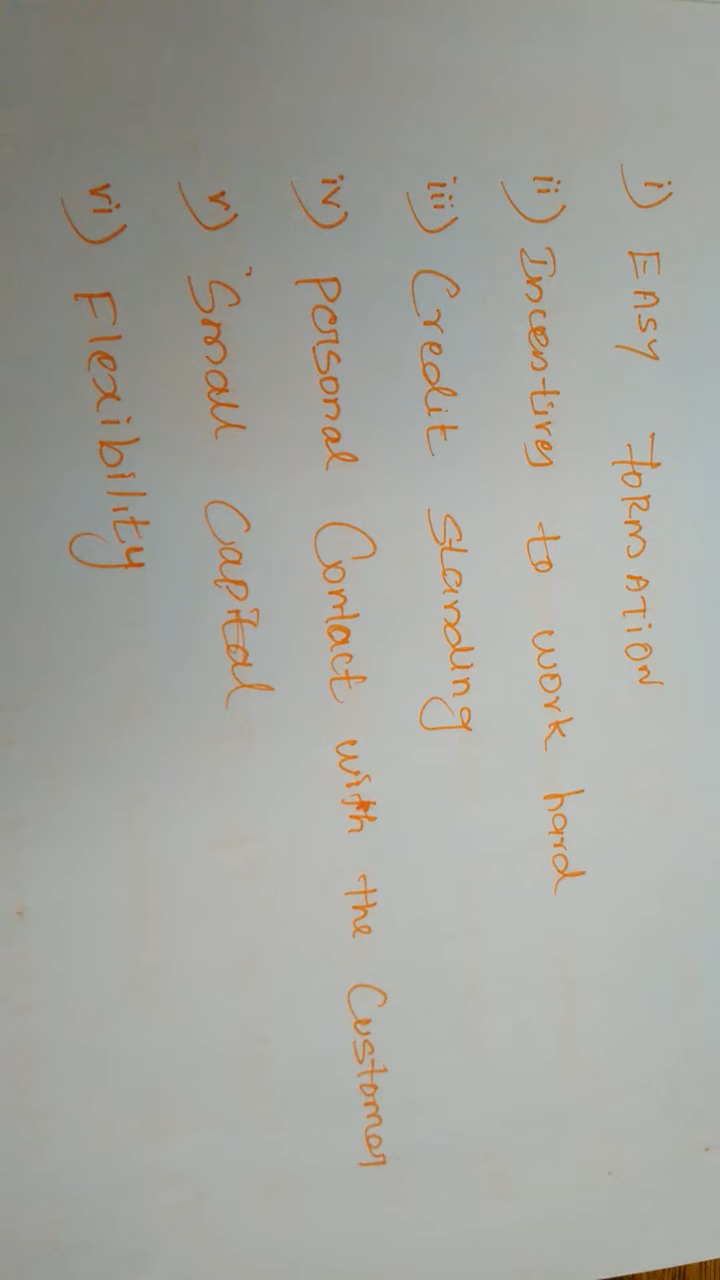 i) EASY FORMATION
ii) Incentives to work hard
iii) Credit standing
iv) personal Contact with the Customer
v) Small Capital
vi) Flexibility